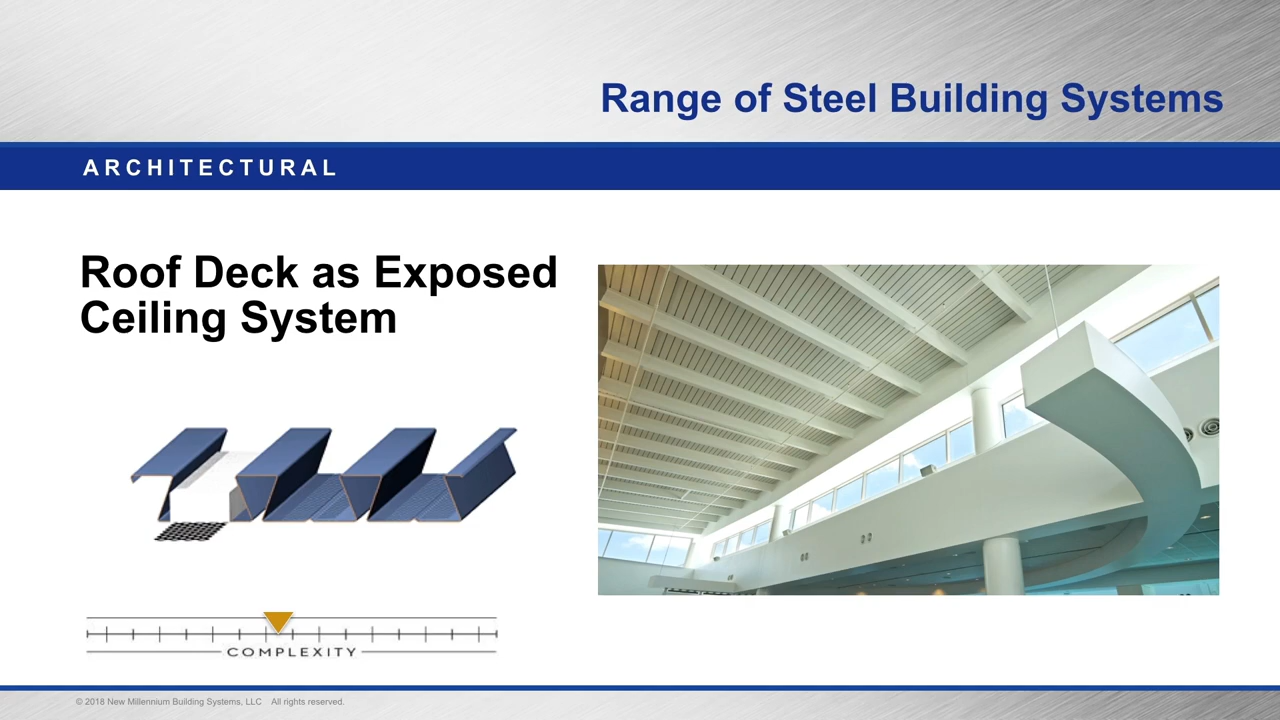 Range of Steel Building Systems
ARCHITECTURAL
Roof Deck as Exposed
Ceiling System
COMPLEXITY
© 2018 New Millennium Building Systems, LLC All rights reserved.